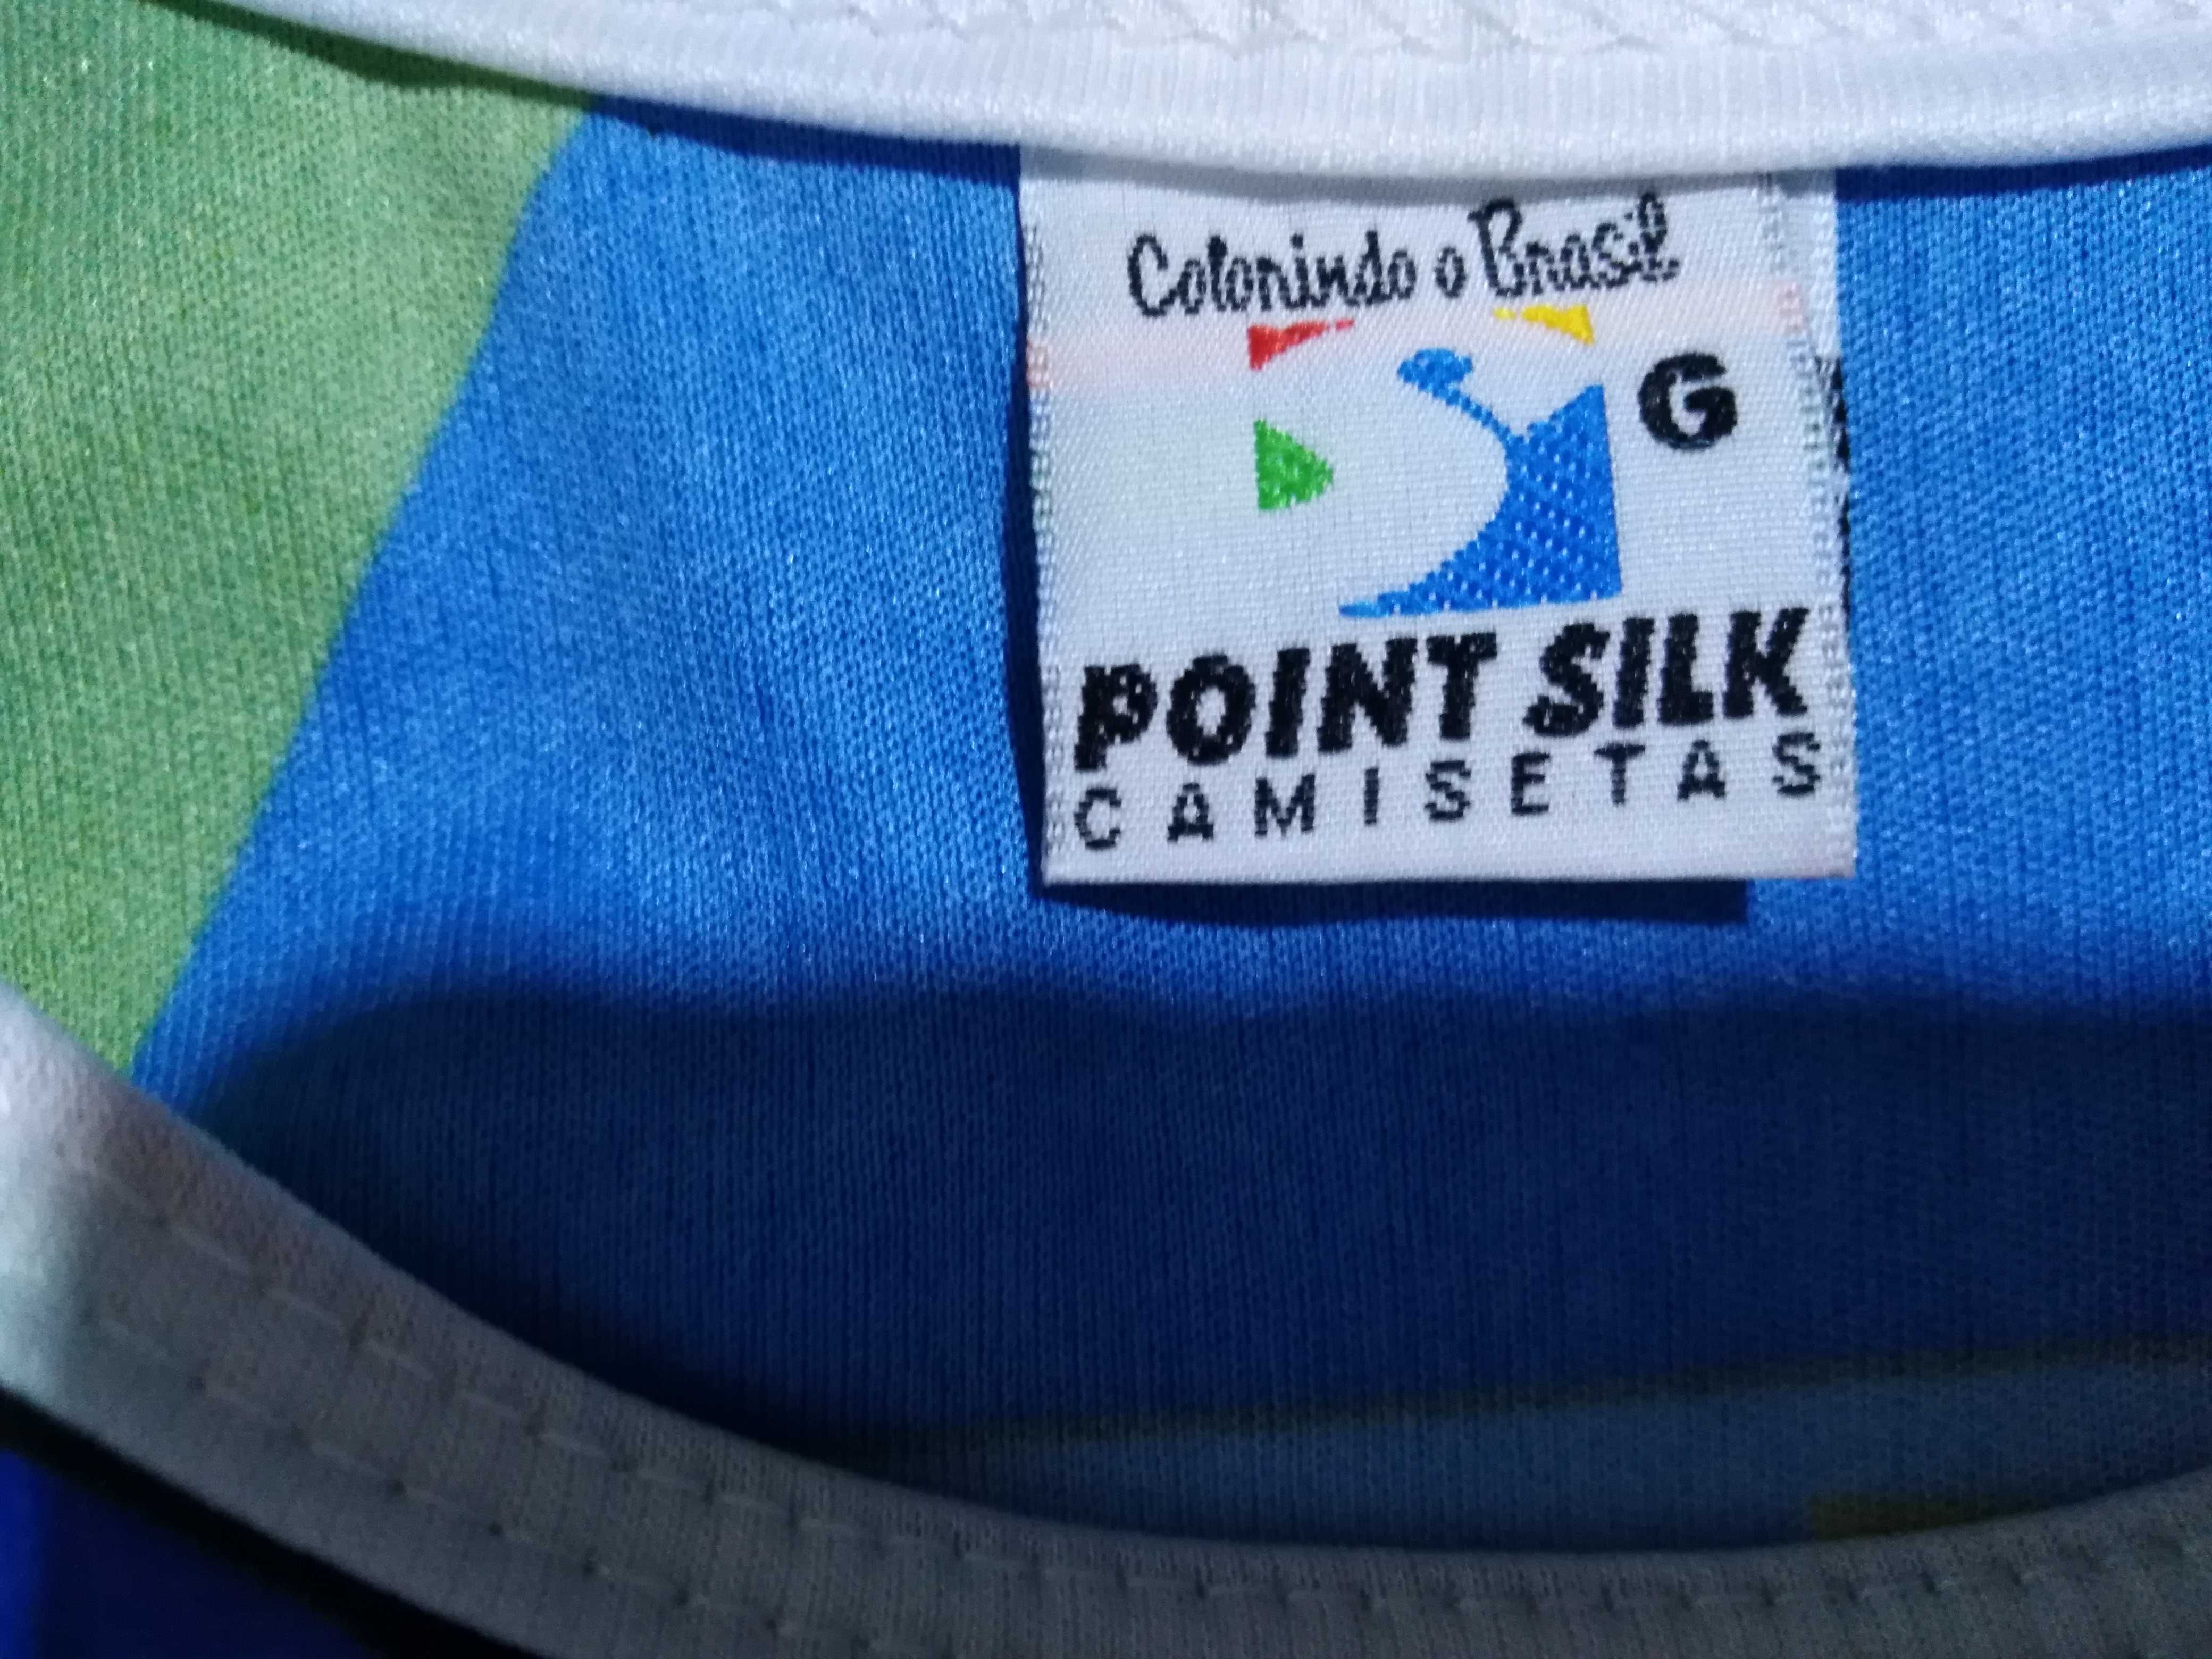 Colorindo o Brasil
G
POINT SILK
CAMISETAS